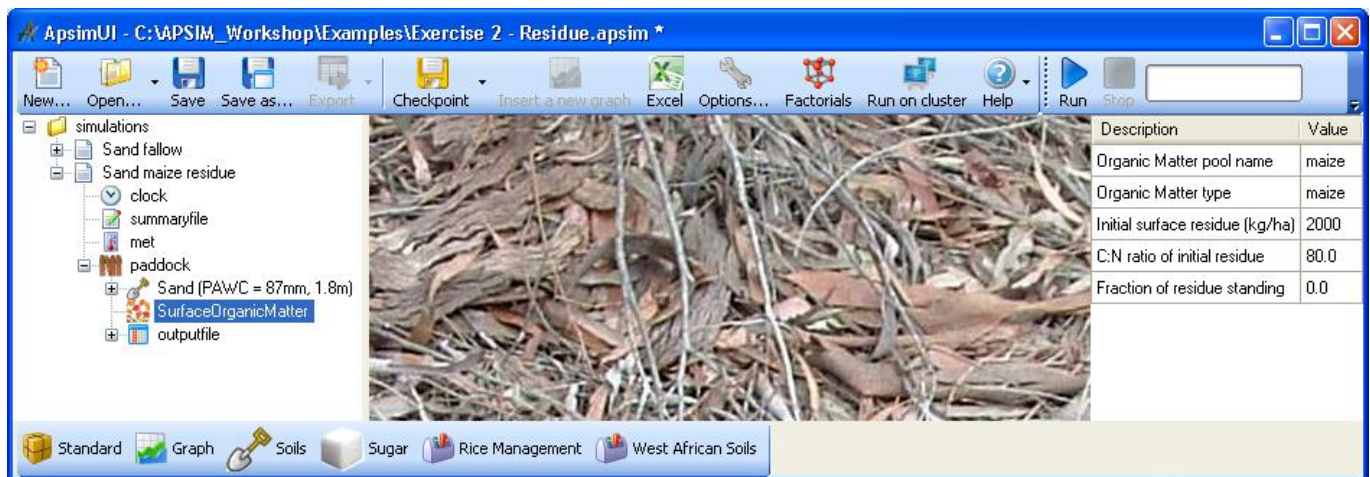 ApsimUI - C:\APSIM_Workshop\Examples\Exercise 2 - Residue.apsim *
New... Open... Save Save as... Export Checkpoint Insert a new graph Excel Options... Factorials Run on cluster Help Run Stop
simulations
Sand fallow
Sand maize residue
clock
summaryfile
met
paddock
Sand (PAWC = 87mm, 1.8m)
SurfaceOrganicMatter
outputfile
Description Value
Organic Matter pool name maize
Organic Matter type maize
Initial surface residue (kg/ha) 2000
C:N ratio of initial residue 80.0
Fraction of residue standing 0.0
Standard Graph Soils Sugar Rice Management West African Soils